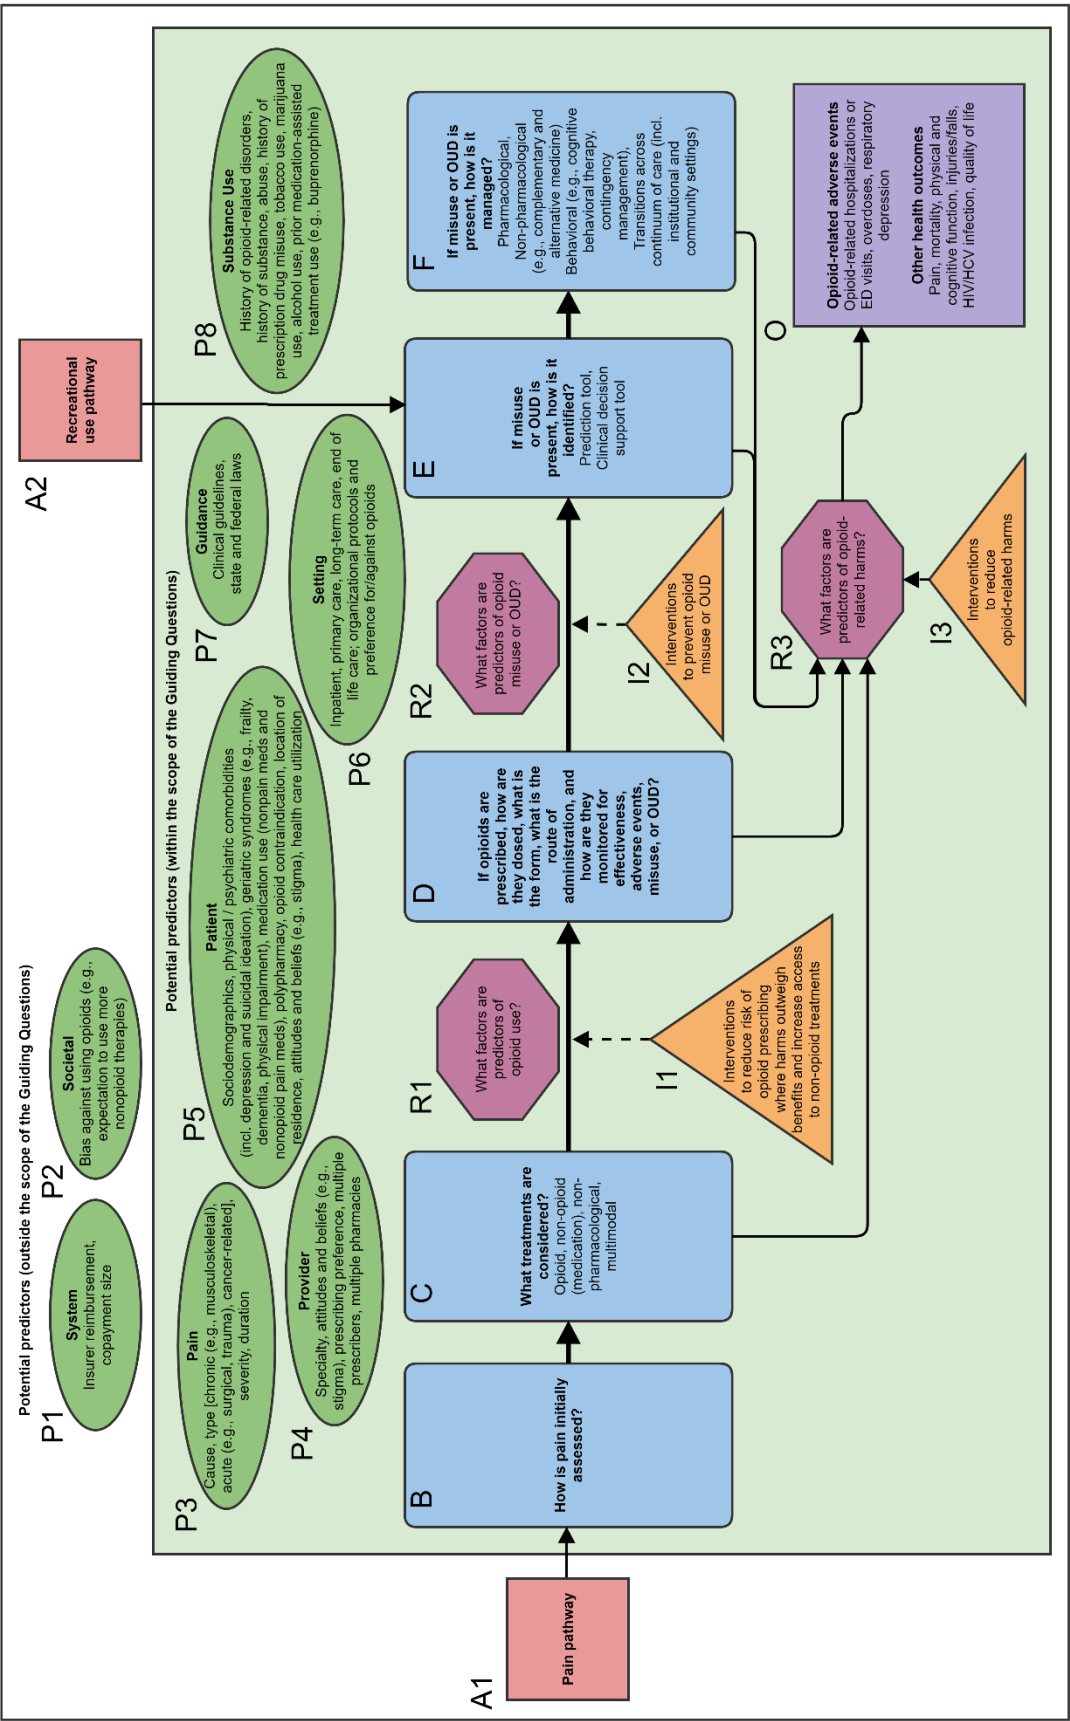 Potential predictors (outside the scope of the Guiding Questions)
P1
System
Insurer reimbursement,
copayment size
P2
Societal
Bias against using opioids (e.g.,
expectation to use more
nonopioid therapies)
A2
Recreational
use pathway
Potential predictors (within the scope of the Guiding Questions)
P3
Pain
Cause, type [chronic (e.g., musculoskeletal),
acute (e.g., surgical, trauma), cancer-related],
severity, duration
P4
Provider
Specialty, attitudes and beliefs (e.g.,
stigma), prescribing preference, multiple
prescribers, multiple pharmacies
P5
Patient
Sociodemographics, physical / psychiatric comorbidities
(incl. depression and suicidal ideation), geriatric syndromes (e.g., frailty,
dementia, physical impairment), medication use (nonpain meds and
nonopioid pain meds), polypharmacy, opioid contraindication, location of
residence, attitudes and beliefs (e.g., stigma), health care utilization
P6
Setting
Inpatient, primary care, long-term care, end of
life care; organizational protocols and
preference for/against opioids
P7
Guidance
Clinical guidelines,
state and federal laws
P8
Substance Use
History of opioid-related disorders,
history of substance, abuse, history of
prescription drug misuse, tobacco use, marijuana
use, alcohol use, prior medication-assisted
treatment use (e.g., buprenorphine)
A1
Pain pathway
B
How is pain initially
assessed?
C
What treatments are
considered?
Opioid, non-opioid
(medication), non-
pharmacological,
multimodal
R1
What factors are
predictors of
opioid use?
I1
Interventions
to reduce risk of
opioid prescribing
where harms outweigh
benefits and increase access
to non-opioid treatments
D
If opioids are
prescribed, how are
they dosed, what is
the form, what is the
route of
administration, and
how are they
monitored for
effectiveness,
adverse events,
misuse, or OUD?
R2
What factors are
predictors of opioid
misuse or OUD?
I2
Interventions
to prevent opioid
misuse or OUD
E
If misuse
or OUD is
present, how is it
identified?
Prediction tool,
Clinical decision
support tool
F
If misuse or OUD is
present, how is it
managed?
Pharmacological,
Non-pharmacological
(e.g., complementary and
alternative medicine)
Behavioral (e.g., cognitive
behavioral therapy,
contingency
management),
Transitions across
continuum of care (incl.
institutional and
community settings)
R3
What factors are
predictors of opioid-
related harms?
I3
Interventions
to reduce
opioid-related harms
O
Opioid-related adverse events
Opioid-related hospitalizations or
ED visits, overdoses, respiratory
depression
Other health outcomes
Pain, mortality, physical and
cognitive function, injuries/falls,
HIV/HCV infection, quality of life